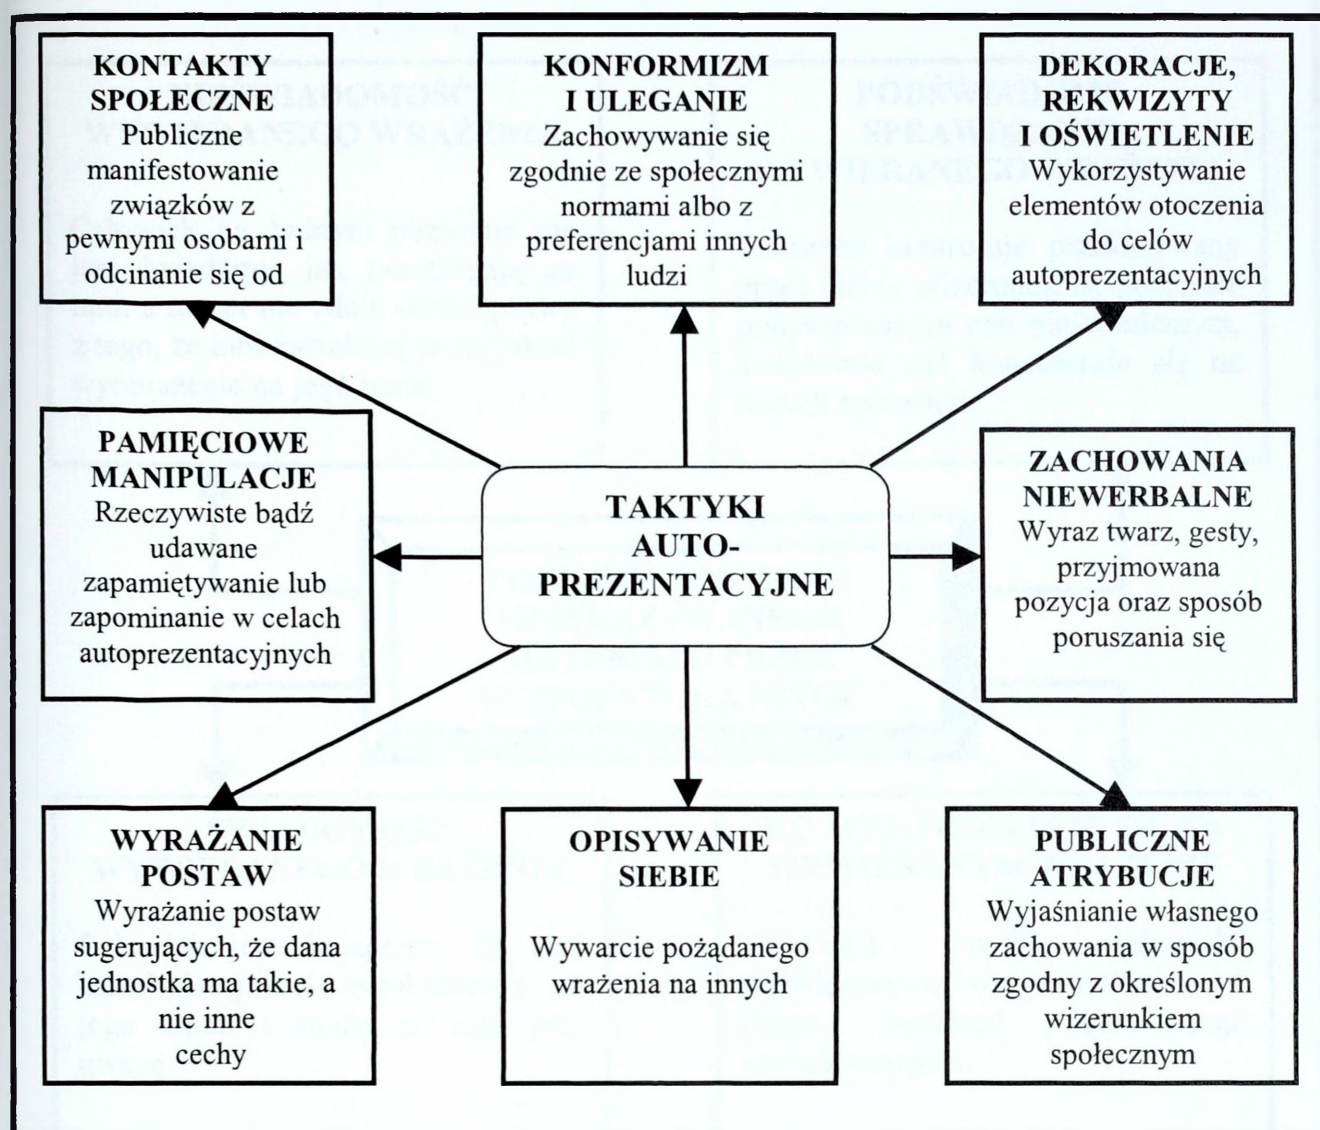 KONTAKTY
SPOŁECZNE
Publiczne
manifestowanie
związków z
pewnymi osobami i
odcinanie się od
KONFORMIZM
I ULEGANIE
Zachowywanie się
zgodnie ze społecznymi
normami albo z
preferencjami innych
ludzi
DEKORACJE,
REKWIZYTY
I OŚWIETLENIE
Wykorzystywanie
elementów otoczenia
do celów
autoprezentacyjnych
PAMIĘCIOWE
MANIPULACJE
Rzeczywiste bądź
udawane
zapamiętywanie lub
zapominanie w celach
autoprezentacyjnych
TAKTYKI
AUTO-
PREZENTACYJNE
ZACHOWANIA
NIEWERBALNE
Wyraz twarz, gesty,
przyjmowana
pozycja oraz sposób
poruszania się
WYRAŻANIE
POSTAW
Wyrażanie postaw
sugerujących, że dana
jednostka ma takie, a
nie inne
cechy
OPISYWANIE
SIEBIE
Wywarcie pożądanego
wrażenia na innych
PUBLICZNE
ATRYBUCJE
Wyjaśnianie własnego
zachowania w sposób
zgodny z określonym
wizerunkiem
społecznym